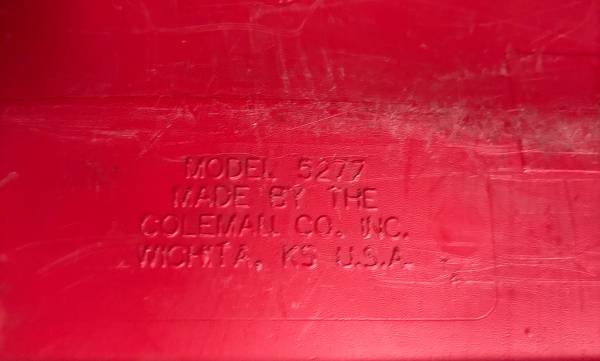 MODEL 5277
MADE BY THE
COLEMAN CO. INC.
WICHITA, KS U.S.A.